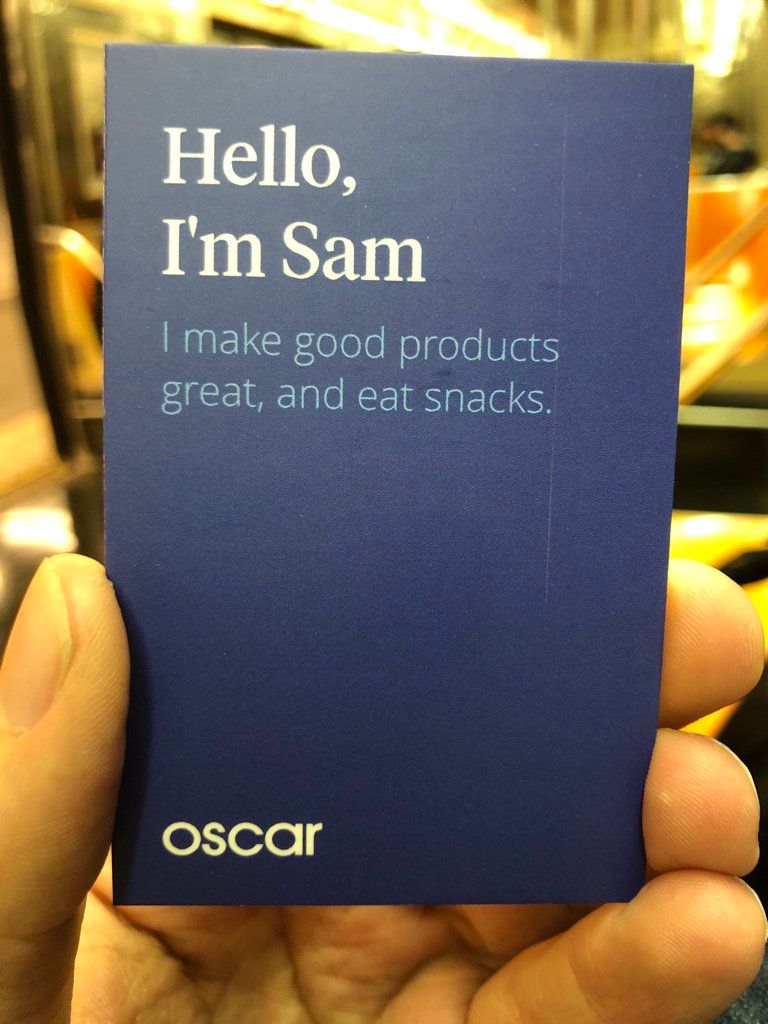 Hello,
I'm Sam
I make good products
great, and eat snacks.
oscar